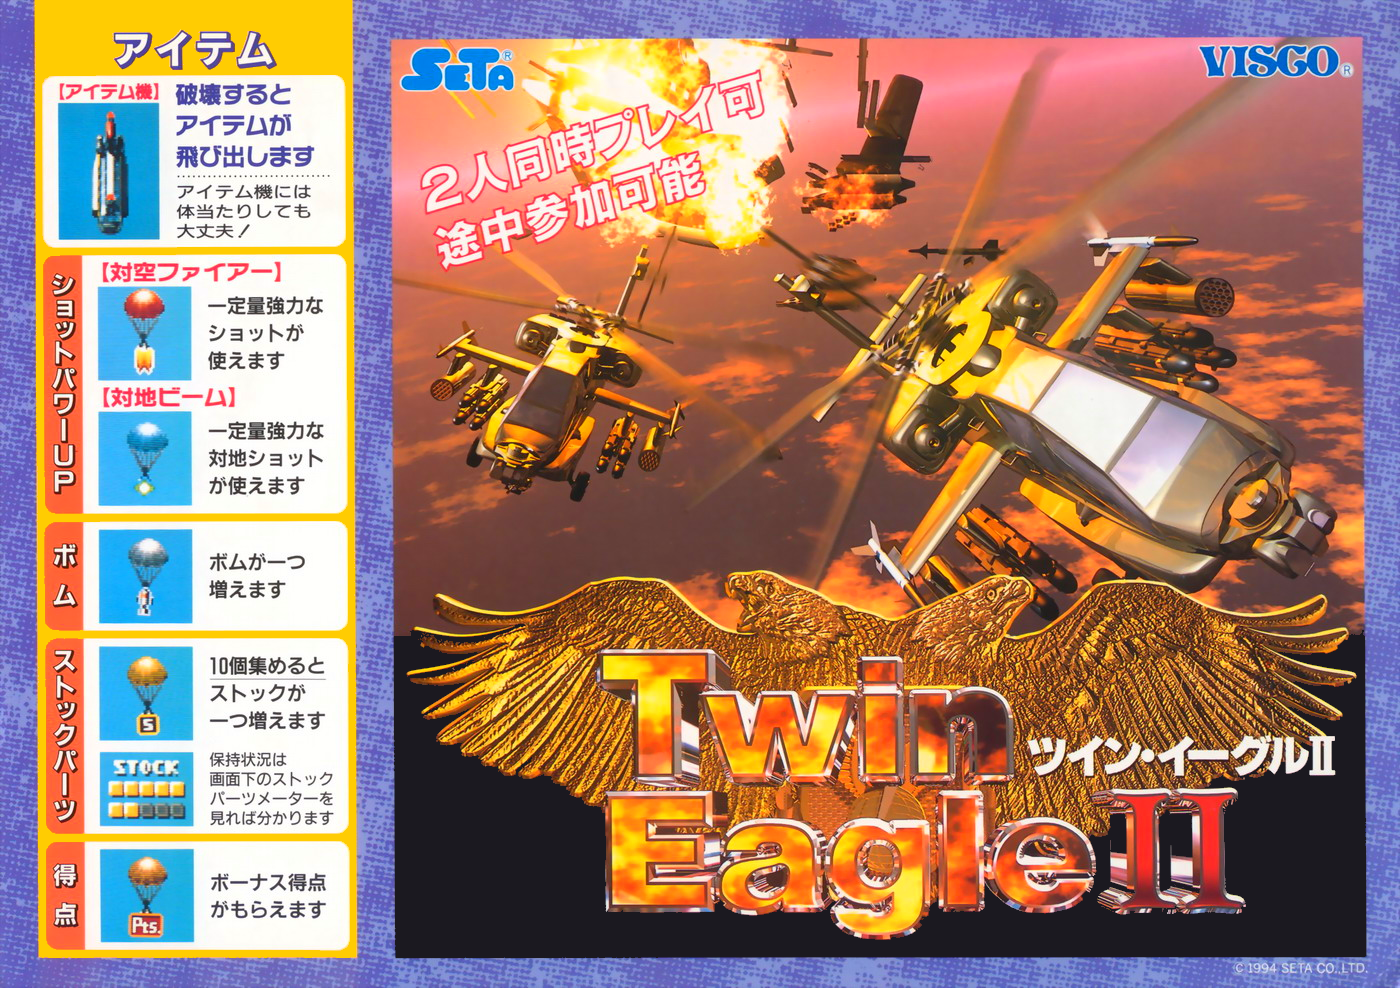 アイテム
【アイテム機】
破壊すると
アイテムが
飛び出します
アイテム機には
体当たりしても
大丈夫!
ショットパワーUP
【対空ファイアー】
一定量強力な
ショットが
使えます
【対地ビーム】
一定量強力な
対地ショット
が使えます
ボム
ボムが一つ
増えます
ストックパーツ
S
10個集めると
ストックが
一つ増えます
STOCK
保持状況は
画面下のストック
パーツメーターを
見れば分かります
得点
Pts.
ボーナス得点
がもらえます
SETA®
VISCO®
2人同時プレイ可
途中参加可能
Twin
ツイン・イーグルII
Eagle II
© 1994 SETA CO.,LTD.